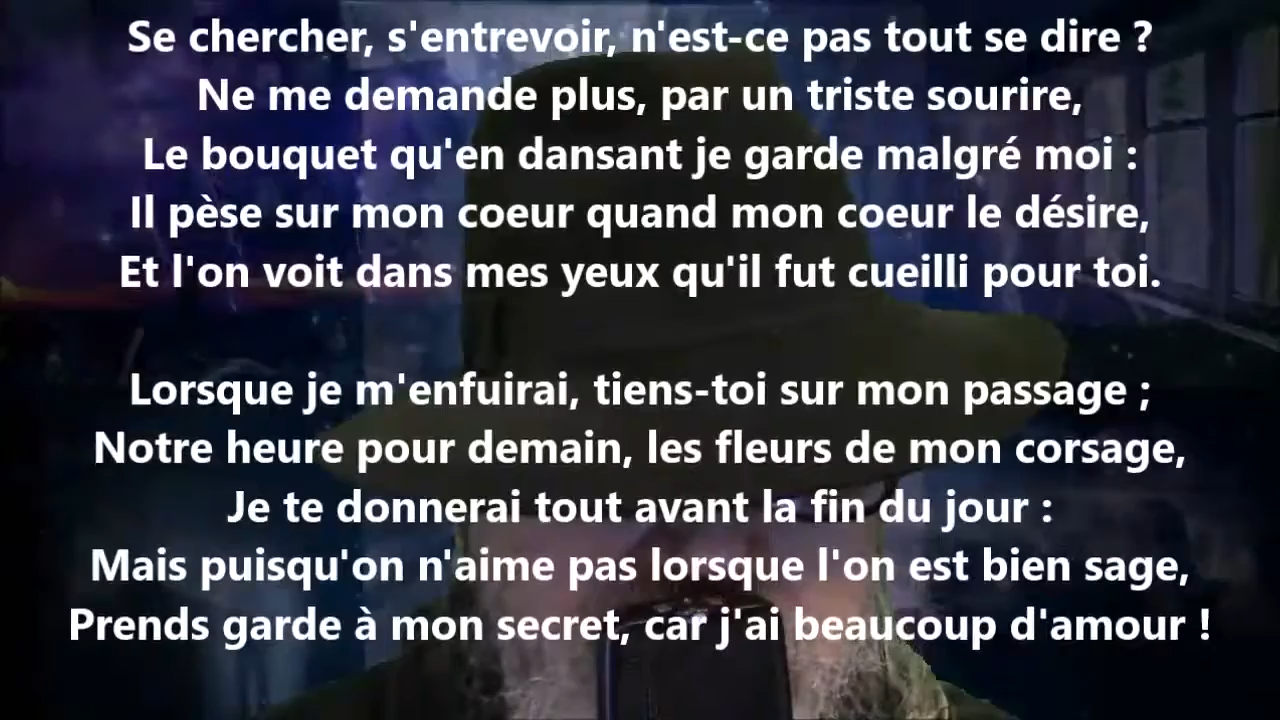 Se chercher, s'entrevoir, n'est-ce pas tout se dire ?
Ne me demande plus, par un triste sourire,
Le bouquet qu'en dansant je garde malgré moi :
Il pèse sur mon coeur quand mon coeur le désire,
Et l'on voit dans mes yeux qu'il fut cueilli pour toi.
Lorsque je m'enfuirai, tiens-toi sur mon passage ;
Notre heure pour demain, les fleurs de mon corsage,
Je te donnerai tout avant la fin du jour :
Mais puisqu'on n'aime pas lorsque l'on est bien sage,
Prends garde à mon secret, car j'ai beaucoup d'amour !